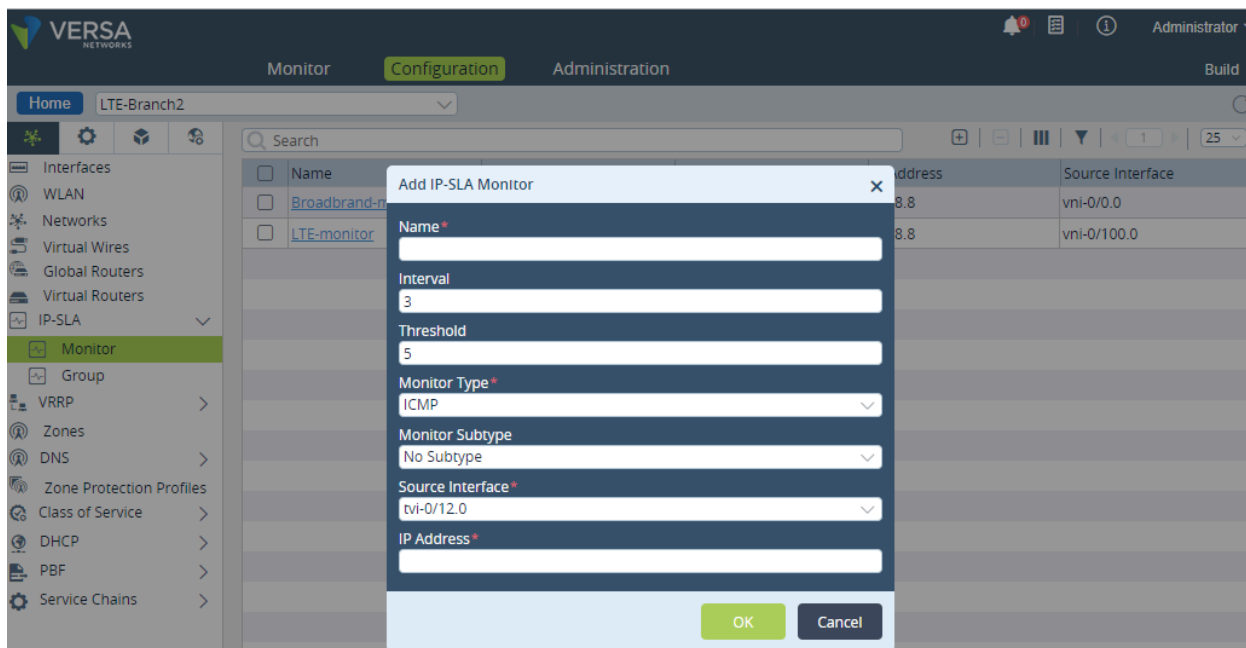 VERSA
NETWORKS
0
Administrator
Monitor Configuration Administration
Build
Home LTE-Branch2
Search
1
25
Interfaces
WLAN
Networks
Virtual Wires
Global Routers
Virtual Routers
IP-SLA
Monitor
Group
VRRP
Zones
DNS
Zone Protection Profiles
Class of Service
DHCP
PBF
Service Chains
Name
ddress
Source Interface
Broadbrand-m
8.8
vni-0/0.0
LTE-monitor
8.8
vni-0/100.0
Add IP-SLA Monitor
Name*
Interval
3
Threshold
5
Monitor Type*
ICMP
Monitor Subtype
No Subtype
Source Interface*
tvi-0/12.0
IP Address*
OK Cancel